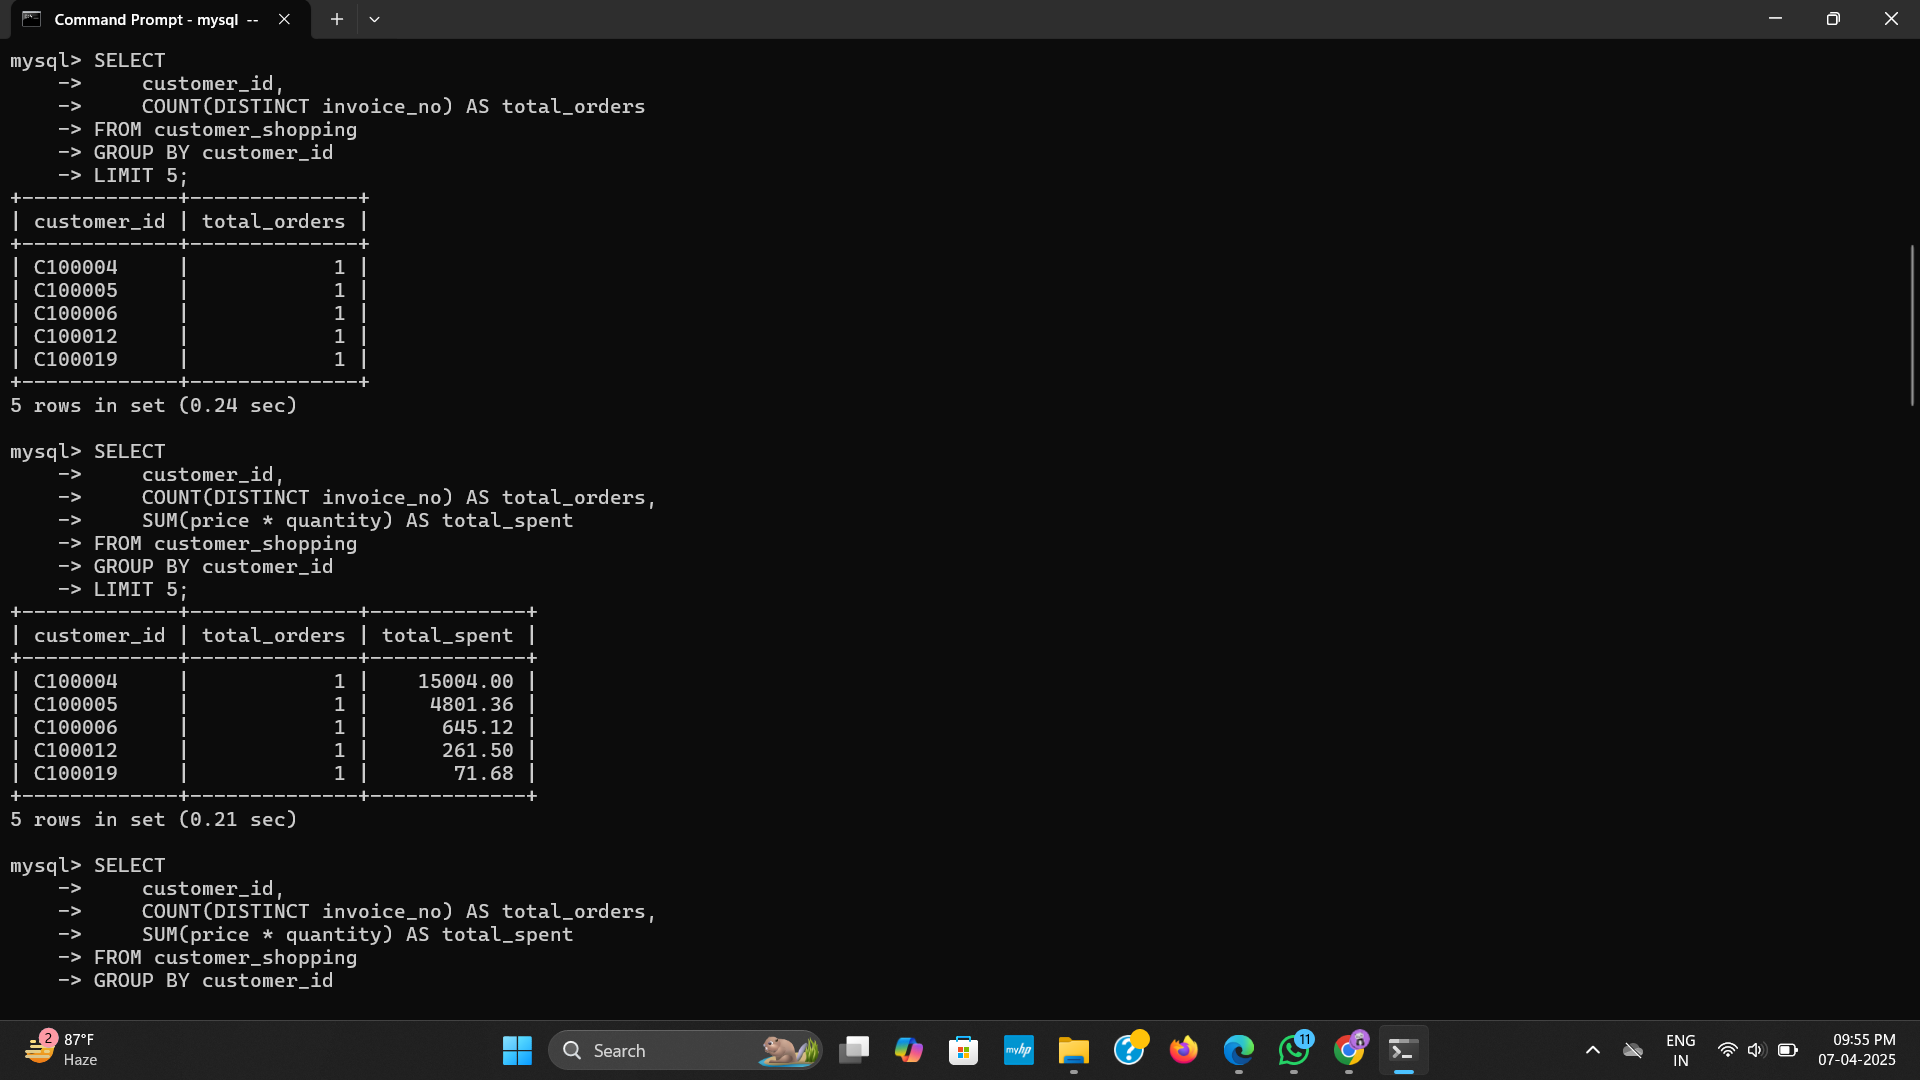 Command Prompt - mysql --
mysql> SELECT
    ->     customer_id,
    ->     COUNT(DISTINCT invoice_no) AS total_orders
    -> FROM customer_shopping
    -> GROUP BY customer_id
    -> LIMIT 5;
+-------------+--------------+
| customer_id | total_orders |
+-------------+--------------+
| C100004     |            1 |
| C100005     |            1 |
| C100006     |            1 |
| C100012     |            1 |
| C100019     |            1 |
+-------------+--------------+
5 rows in set (0.24 sec)
mysql> SELECT
    ->     customer_id,
    ->     COUNT(DISTINCT invoice_no) AS total_orders,
    ->     SUM(price * quantity) AS total_spent
    -> FROM customer_shopping
    -> GROUP BY customer_id
    -> LIMIT 5;
+-------------+--------------+-------------+
| customer_id | total_orders | total_spent |
+-------------+--------------+-------------+
| C100004     |            1 |    15004.00 |
| C100005     |            1 |     4801.36 |
| C100006     |            1 |      645.12 |
| C100012     |            1 |      261.50 |
| C100019     |            1 |       71.68 |
+-------------+--------------+-------------+
5 rows in set (0.21 sec)
mysql> SELECT
    ->     customer_id,
    ->     COUNT(DISTINCT invoice_no) AS total_orders,
    ->     SUM(price * quantity) AS total_spent
    -> FROM customer_shopping
    -> GROUP BY customer_id
2
87°F
Haze
Search
myhp
11
ENG
IN
09:55 PM
07-04-2025